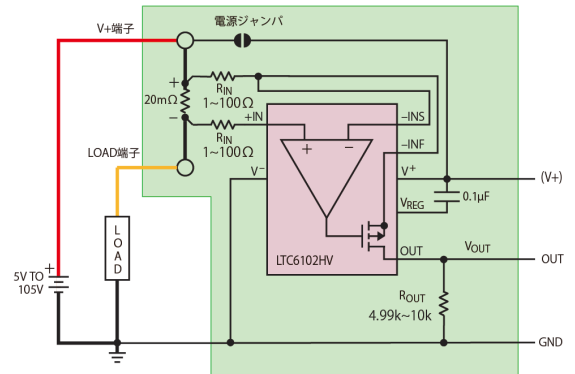 電源ジャンパ
V+端子
+
20mΩ
−
RIN
1~100Ω
RIN
1~100Ω
LOAD端子
+IN
–INS
–INF
+
−
V−
V+
VREG
0.1μF
(V+)
OUT
LTC6102HV
VOUT
OUT
ROUT
4.99k~10k
LOAD
+
5V TO
105V
GND